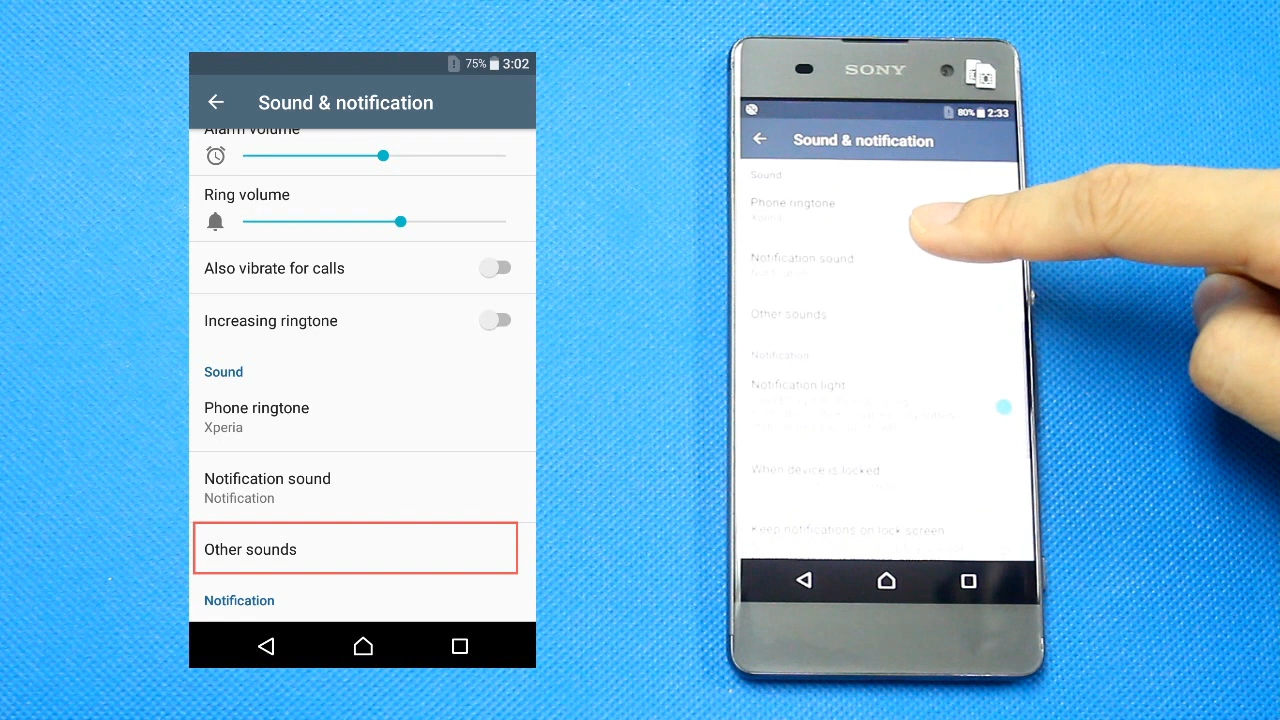 75% 3:02
Sound & notification
Alarm volume
Ring volume
Also vibrate for calls
Increasing ringtone
Sound
Phone ringtone
Xperia
Notification sound
Notification
Other sounds
Notification
SONY
80% 2:33
Sound & notification
Sound
Phone ringtone
Xperia
Notification sound
Notification
Other sounds
Notification
Notification light
When device is locked
Keep notifications on lock screen